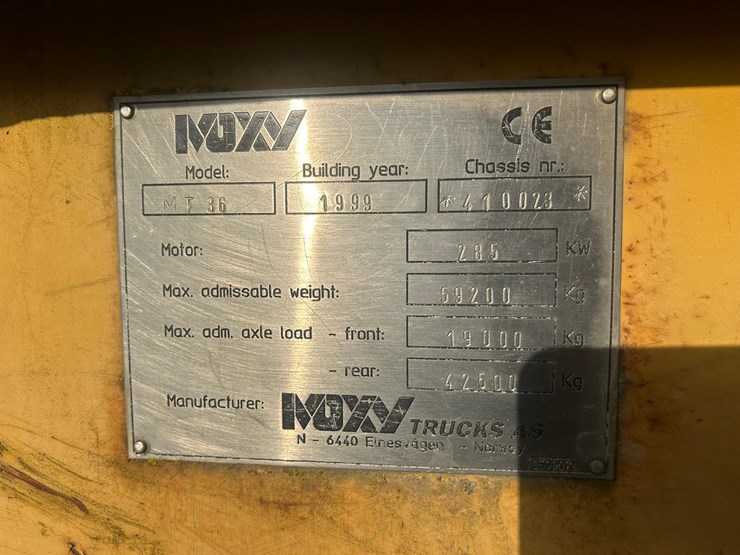 MOXY CE
Model: Building year: Chassis nr.:
MT 36 1999 *410023*
Motor: 285 KW
Max. admissable weight: 59200 Kg
Max. adm. axle load - front: 19000 Kg
- rear: 42500 Kg
Manufacturer: MOXY TRUCKS AS
N - 6440 Elnesvågen - Norway